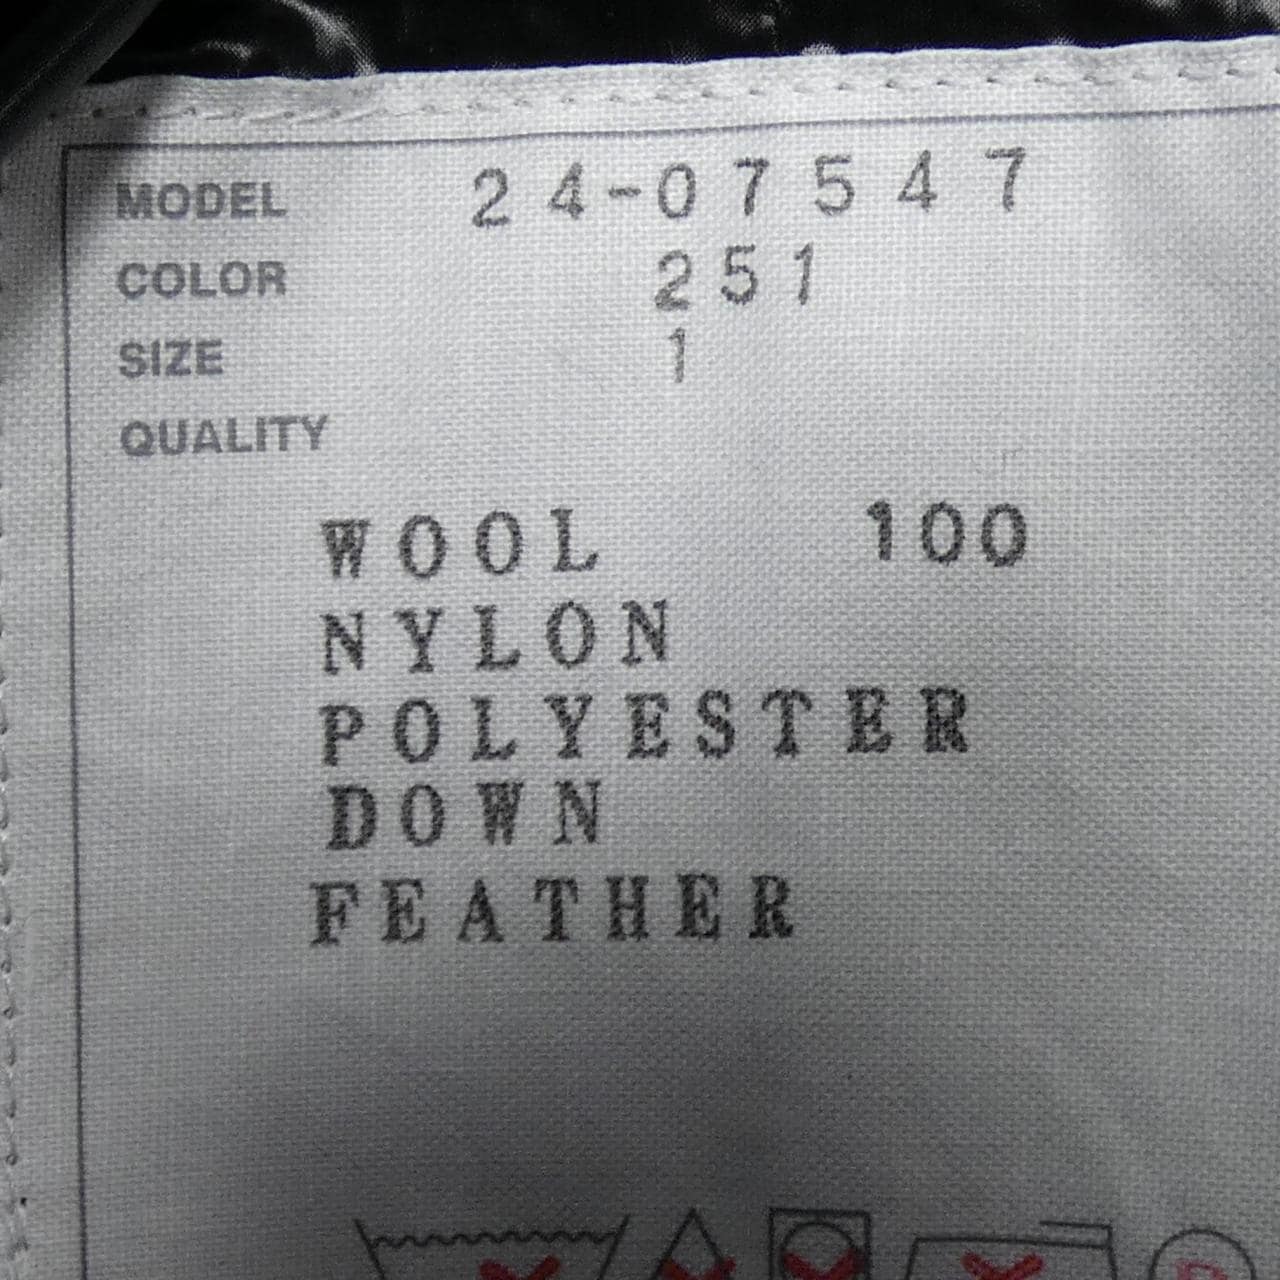 MODEL 24-07547
COLOR 251
SIZE 1
QUALITY
WOOL 100
NYLON
POLYESTER
DOWN
FEATHER